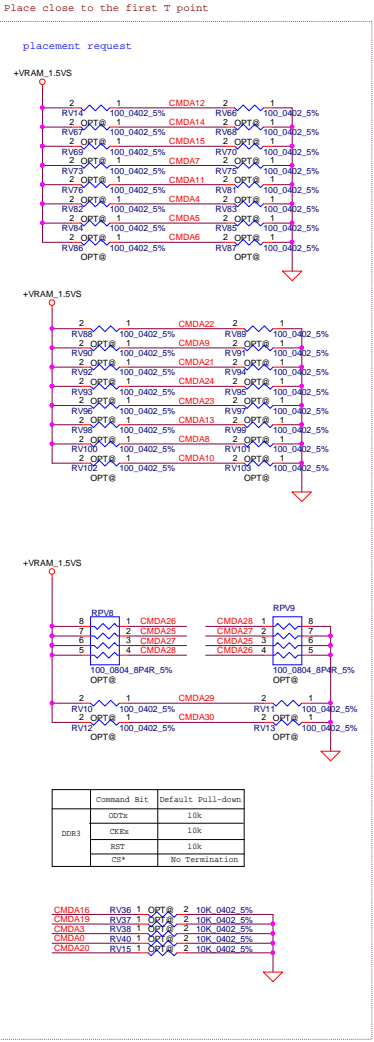 Place close to the first T point
placement request
+VRAM_1.5VS
2 1 CMDA12 2 1
RV14 100_0402_5% RV66 100_0402_5%
2 OPT@ 1 CMDA14 2 OPT@ 1
RV67 100_0402_5% RV68 100_0402_5%
2 OPT@ 1 CMDA15 2 OPT@ 1
RV69 100_0402_5% RV70 100_0402_5%
2 OPT@ 1 CMDA7 2 OPT@ 1
RV73 100_0402_5% RV75 100_0402_5%
2 OPT@ 1 CMDA11 2 OPT@ 1
RV76 100_0402_5% RV81 100_0402_5%
2 OPT@ 1 CMDA4 2 OPT@ 1
RV82 100_0402_5% RV83 100_0402_5%
2 OPT@ 1 CMDA5 2 OPT@ 1
RV84 100_0402_5% RV85 100_0402_5%
2 OPT@ 1 CMDA6 2 OPT@ 1
RV86 100_0402_5% RV87 100_0402_5%
OPT@ OPT@
+VRAM_1.5VS
2 1 CMDA22 2 1
RV88 100_0402_5% RV89 100_0402_5%
2 OPT@ 1 CMDA9 2 OPT@ 1
RV90 100_0402_5% RV91 100_0402_5%
2 OPT@ 1 CMDA21 2 OPT@ 1
RV92 100_0402_5% RV94 100_0402_5%
2 OPT@ 1 CMDA24 2 OPT@ 1
RV93 100_0402_5% RV95 100_0402_5%
2 OPT@ 1 CMDA23 2 OPT@ 1
RV96 100_0402_5% RV97 100_0402_5%
2 OPT@ 1 CMDA13 2 OPT@ 1
RV98 100_0402_5% RV99 100_0402_5%
2 OPT@ 1 CMDA8 2 OPT@ 1
RV100 100_0402_5% RV101 100_0402_5%
2 OPT@ 1 CMDA10 2 OPT@ 1
RV102 100_0402_5% RV103 100_0402_5%
OPT@ OPT@
+VRAM_1.5VS
RPV8 RPV9
8 1 CMDA26 CMDA28 1 8
7 2 CMDA25 CMDA27 2 7
6 3 CMDA27 CMDA25 3 6
5 4 CMDA28 CMDA26 4 5
100_0804_8P4R_5% 100_0804_8P4R_5%
OPT@ OPT@
2 1 CMDA29 2 1
RV10 100_0402_5% RV11 100_0402_5%
2 OPT@ 1 CMDA30 2 OPT@ 1
RV12 100_0402_5% RV13 100_0402_5%
OPT@ OPT@
Command Bit Default Pull-down
DDR3
ODTx 10k
CKEx 10k
RST 10k
CS* No Termination
CMDA16 RV36 1 OPT@ 2 10K_0402_5%
CMDA19 RV37 1 OPT@ 2 10K_0402_5%
CMDA3 RV38 1 OPT@ 2 10K_0402_5%
CMDA0 RV40 1 OPT@ 2 10K_0402_5%
CMDA20 RV15 1 OPT@ 2 10K_0402_5%